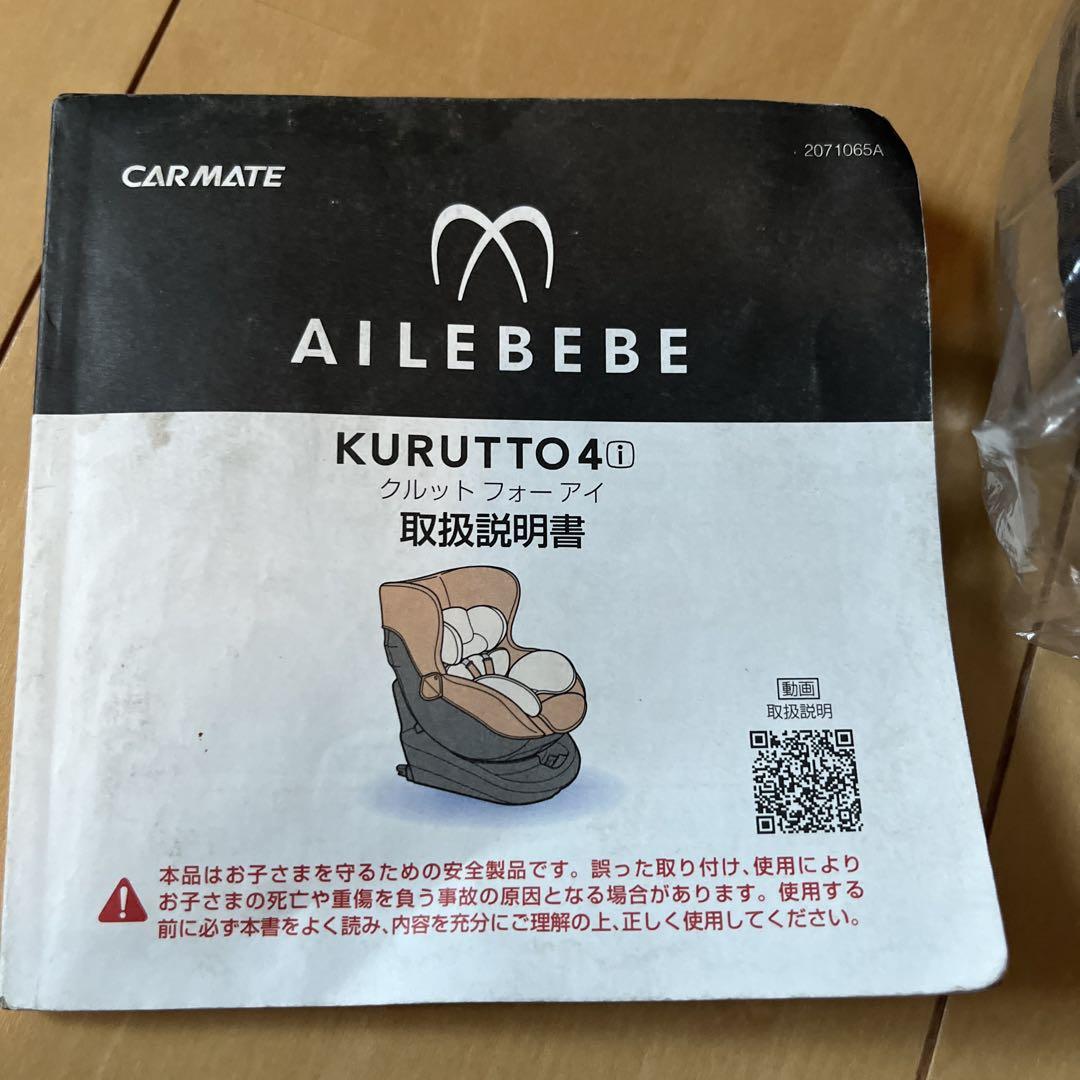 CARMATE
2071065A
AILEBEBE
KURUTTO4i
クルット フォー アイ
取扱説明書
動画
取扱説明
本品はお子さまを守るための安全製品です。誤った取り付け、使用により
お子さまの死亡や重傷を負う事故の原因となる場合があります。使用する
前に必ず本書をよく読み、内容を充分にご理解の上、正しく使用してください。